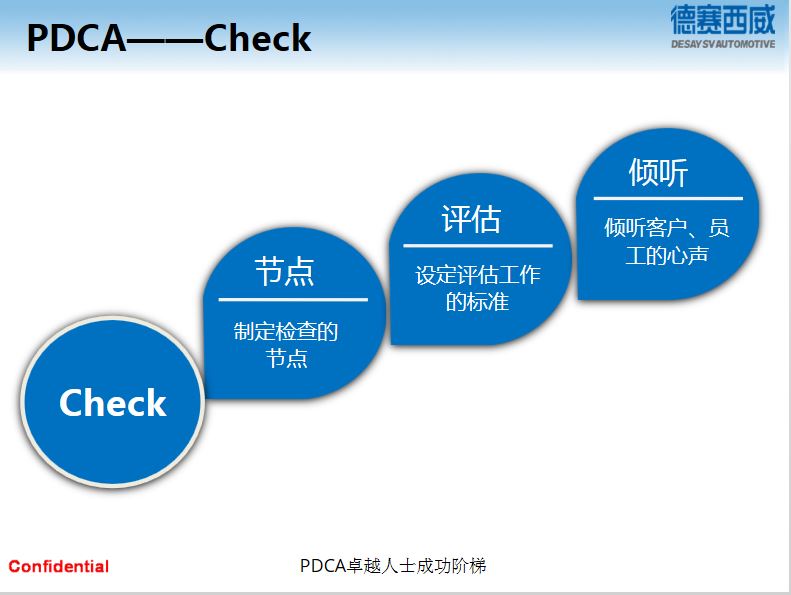 PDCA——Check
德赛西威
DESAY SV AUTOMOTIVE
倾听
倾听客户、员
工的心声
评估
设定评估工作
的标准
节点
制定检查的
节点
Check
Confidential
PDCA卓越人士成功阶梯